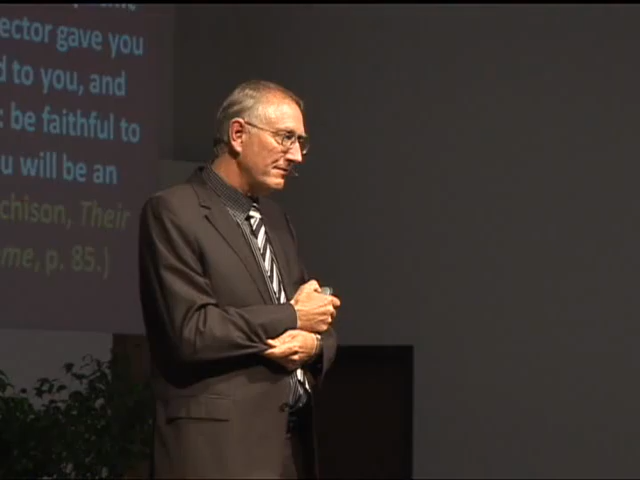 ector gave you
d to you, and
: be faithful to
u will be an
chison, Their
me, p. 85.)